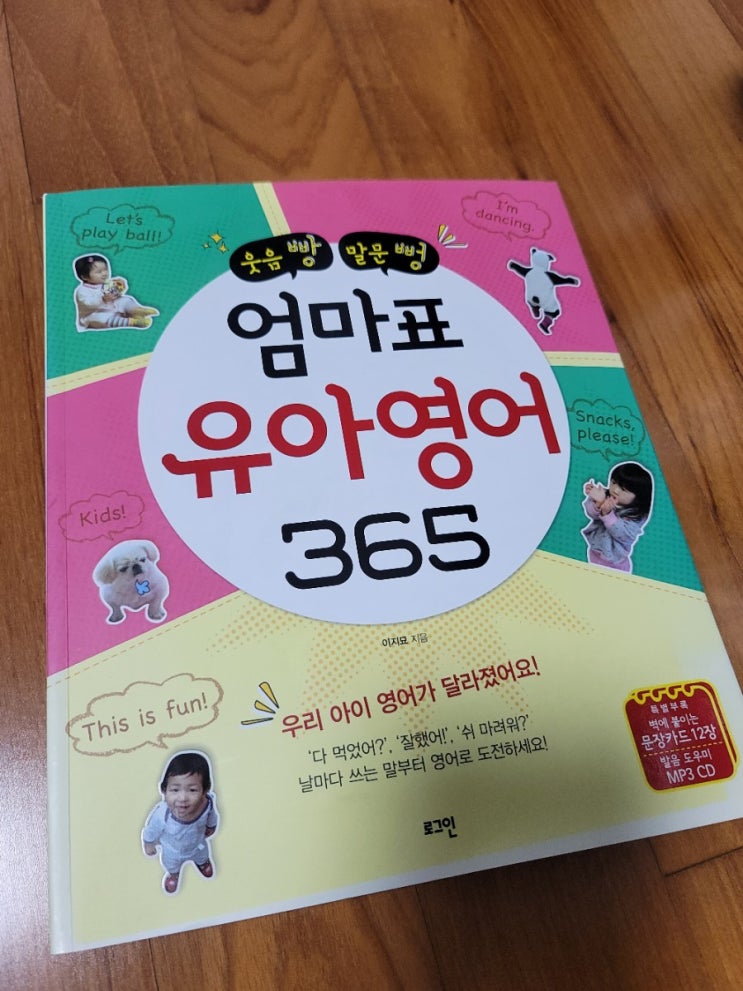 Let's
play ball!
I'm
dancing.
웃음 빵 말문 뻥
엄마표
유아영어
365
Snacks,
please!
Kids!
이지묘 지음
This is fun!
우리 아이 영어가 달라졌어요!
'다 먹었어?', '잘했어!', '쉬 마려워?'
날마다 쓰는 말부터 영어로 도전하세요!
특별부록
벽에 붙이는
문장카드 12장
발음 도우미
MP3 CD
로그인